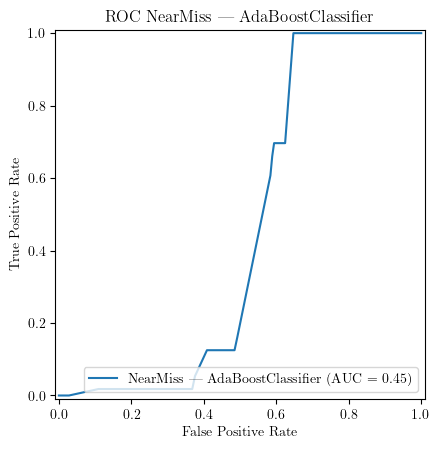 ROC NearMiss — AdaBoostClassifier
True Positive Rate
1.0
0.8
0.6
0.4
0.2
0.0
NearMiss — AdaBoostClassifier (AUC = 0.45)
0.0 0.2 0.4 0.6 0.8 1.0
False Positive Rate